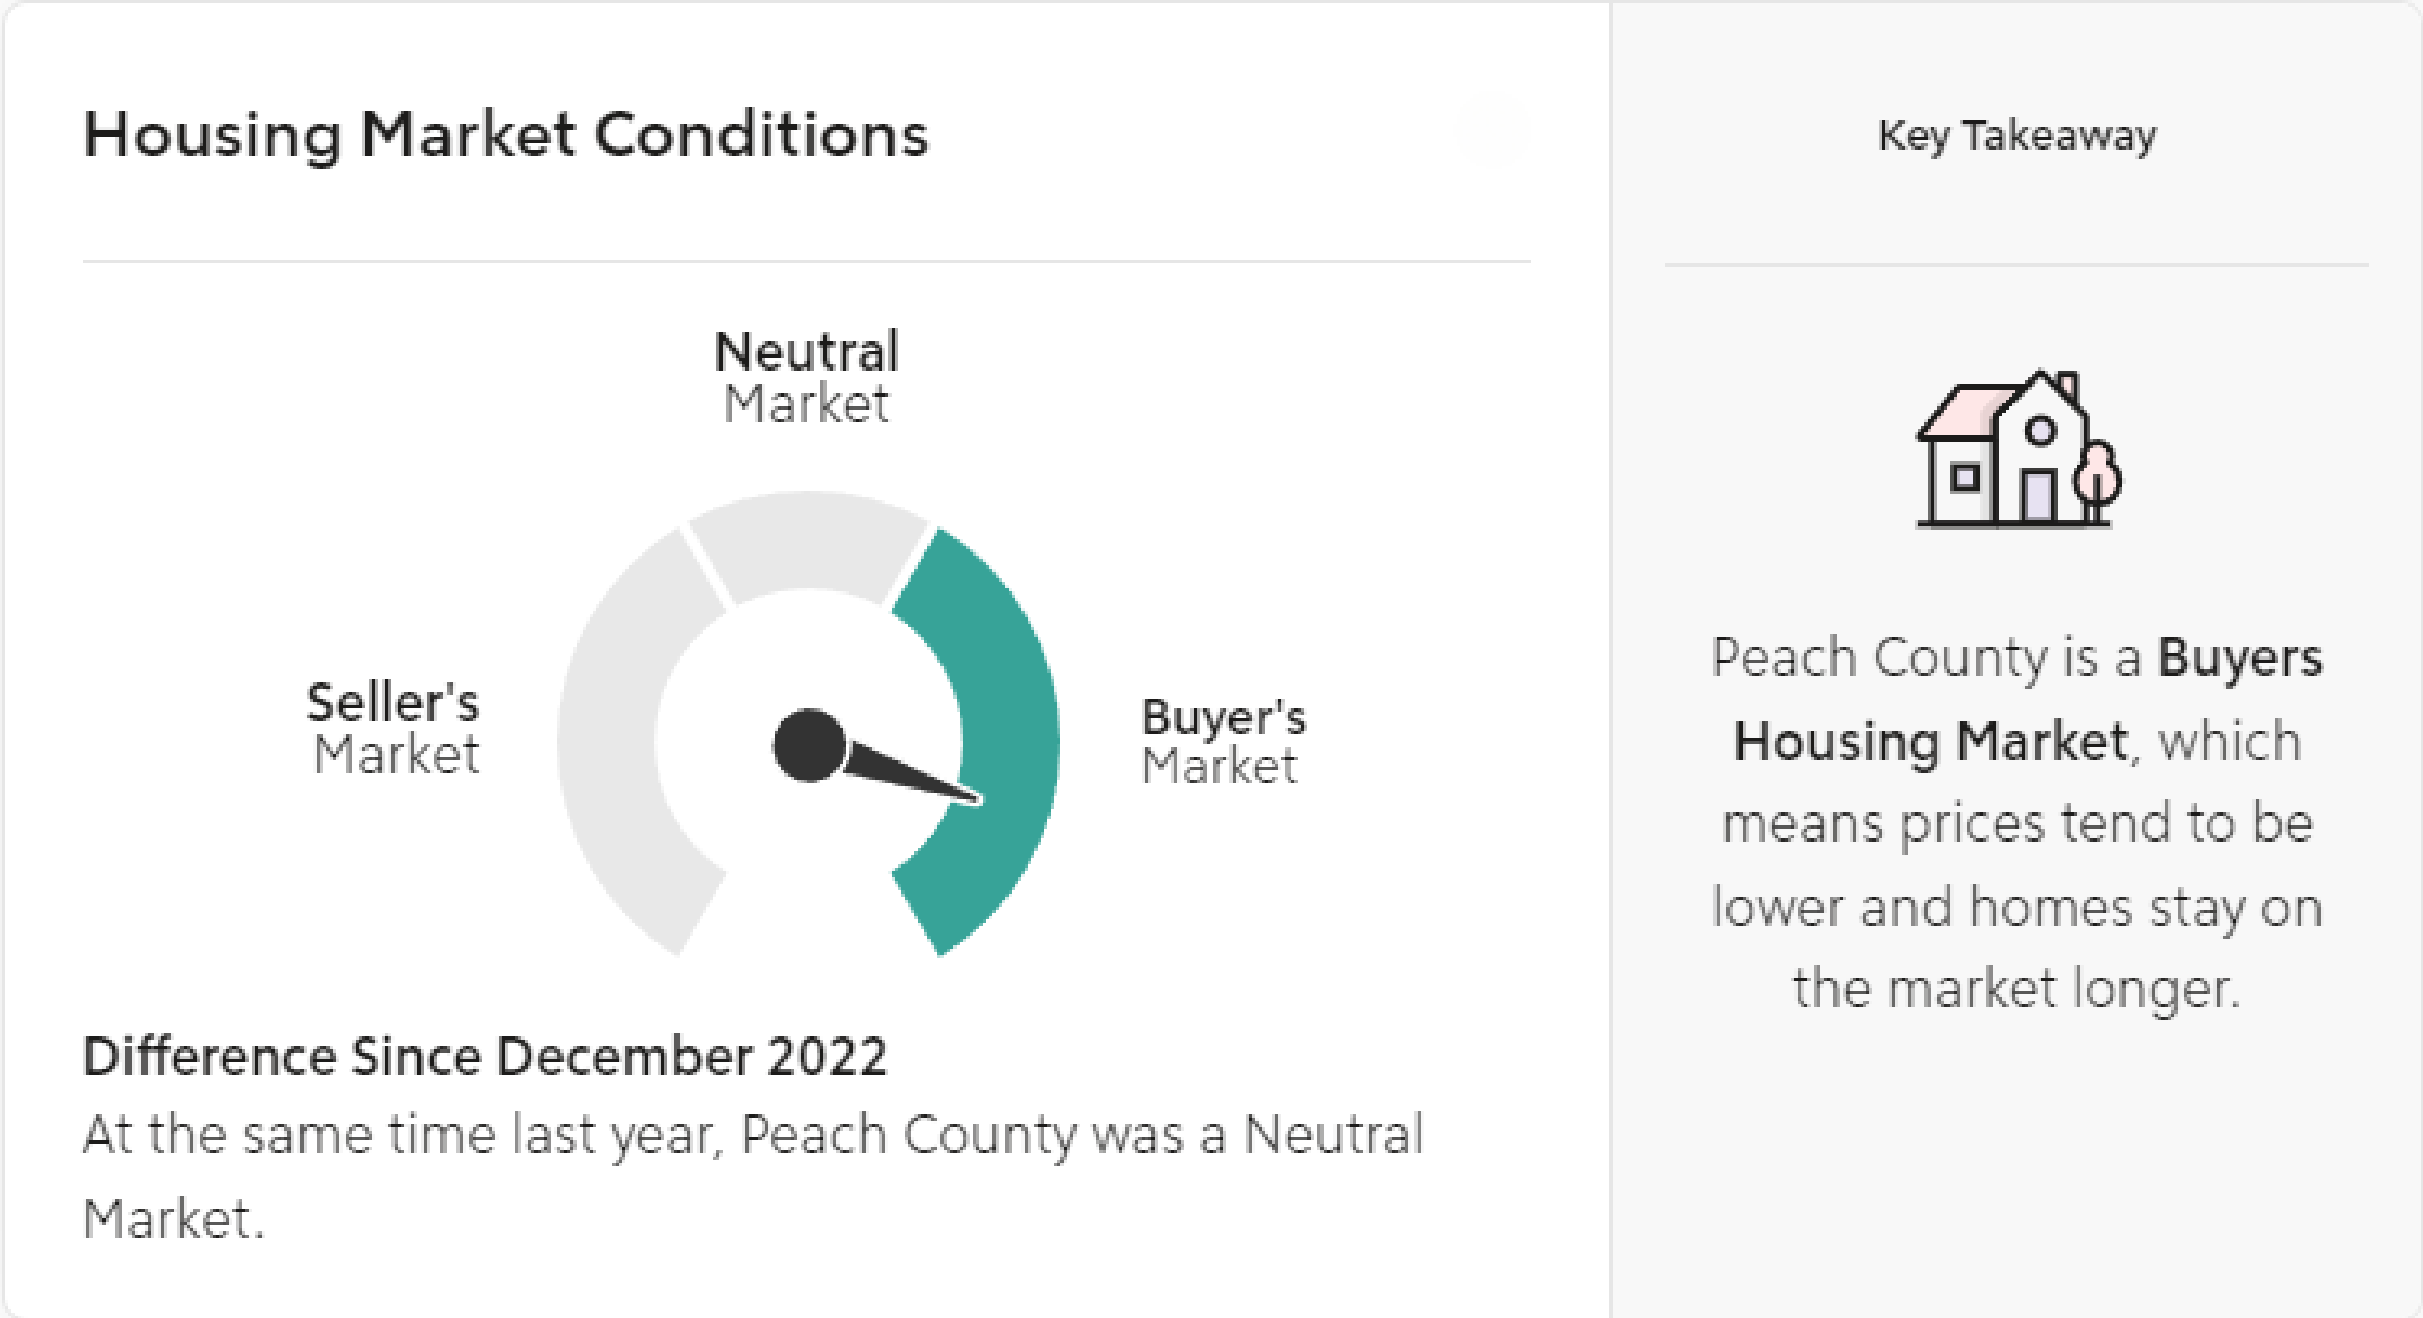 Housing Market Conditions
Neutral
Market
Seller's
Market
Buyer's
Market
Difference Since December 2022
At the same time last year, Peach County was a Neutral
Market.
Key Takeaway
Peach County is a Buyers
Housing Market, which
means prices tend to be
lower and homes stay on
the market longer.